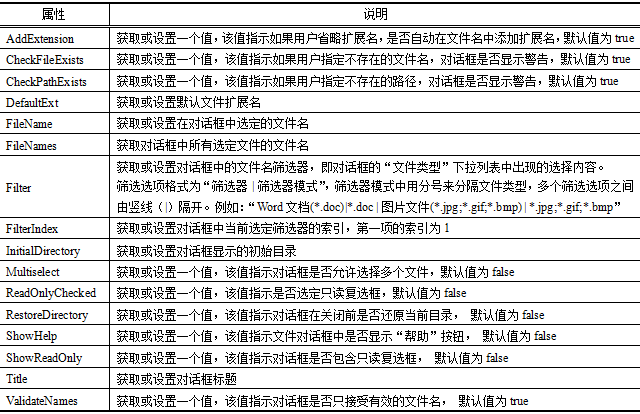 属性 说明
AddExtension 获取或设置一个值，该值指示如果用户省略扩展名，是否自动在文件名中添加扩展名，默认值为 true
CheckFileExists 获取或设置一个值，该值指示如果用户指定不存在的文件名，对话框是否显示警告，默认值为 true
CheckPathExists 获取或设置一个值，该值指示如果用户指定不存在的路径，对话框是否显示警告，默认值为 true
DefaultExt 获取或设置默认文件扩展名
FileName 获取或设置在对话框中选定的文件名
FileNames 获取对话框中所有选定文件的文件名
Filter 获取或设置对话框中的文件名筛选器，即对话框的“文件类型”下拉列表中出现的选择内容。
筛选选项格式为“筛选器 | 筛选器模式”，筛选器模式中用分号来分隔文件类型，多个筛选选项之间
由竖线（|）隔开。例如：“Word 文档(*.doc)|*.doc | 图片文件(*.jpg;*.gif;*.bmp) | *.jpg;*.gif;*.bmp”
FilterIndex 获取或设置对话框中当前选定筛选器的索引，第一项的索引为 1
InitialDirectory 获取或设置对话框显示的初始目录
Multiselect 获取或设置一个值，该值指示对话框是否允许选择多个文件，默认值为 false
ReadOnlyChecked 获取或设置一个值，该值指示是否选定只读复选框，默认值为 false
RestoreDirectory 获取或设置一个值，该值指示对话框在关闭前是否还原当前目录， 默认值为 false
ShowHelp 获取或设置一个值，该值指示文件对话框中是否显示“帮助”按钮， 默认值为 false
ShowReadOnly 获取或设置一个值，该值指示对话框是否包含只读复选框， 默认值为 false
Title 获取或设置对话框标题
ValidateNames 获取或设置一个值，该值指示对话框是否只接受有效的文件名， 默认值为 true